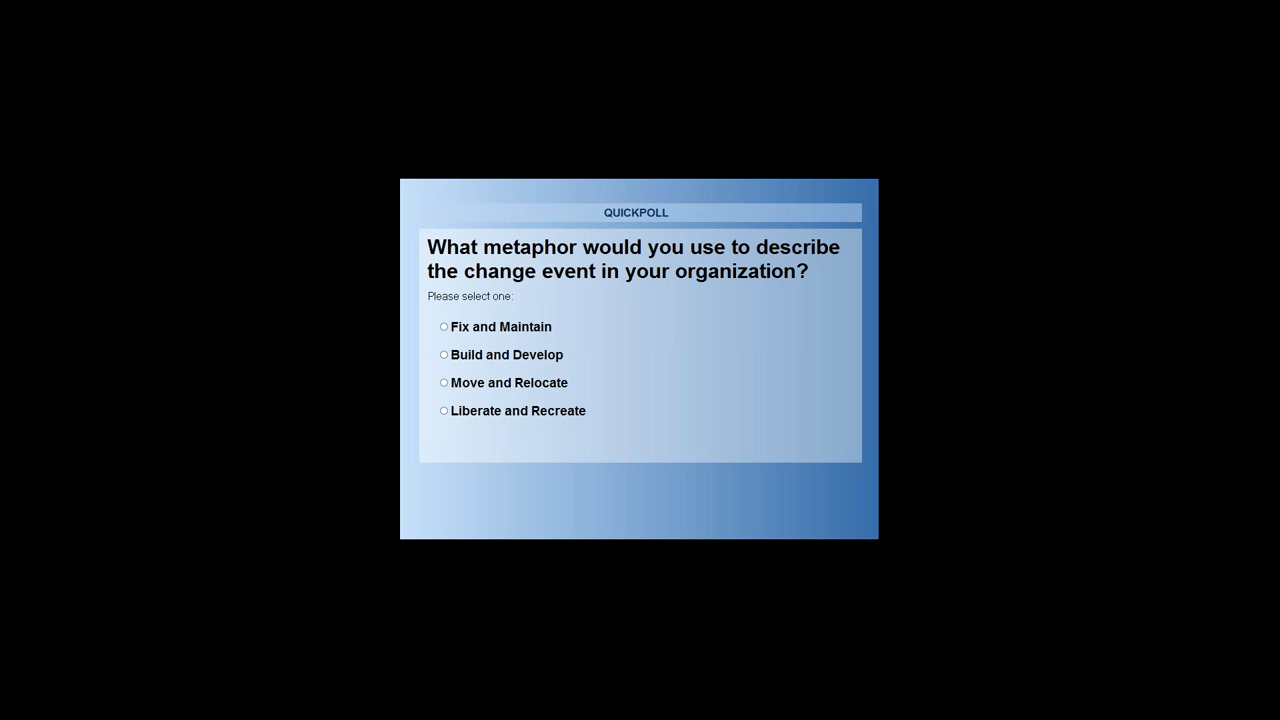 QUICKPOLL
What metaphor would you use to describe
the change event in your organization?
Please select one:
Fix and Maintain
Build and Develop
Move and Relocate
Liberate and Recreate